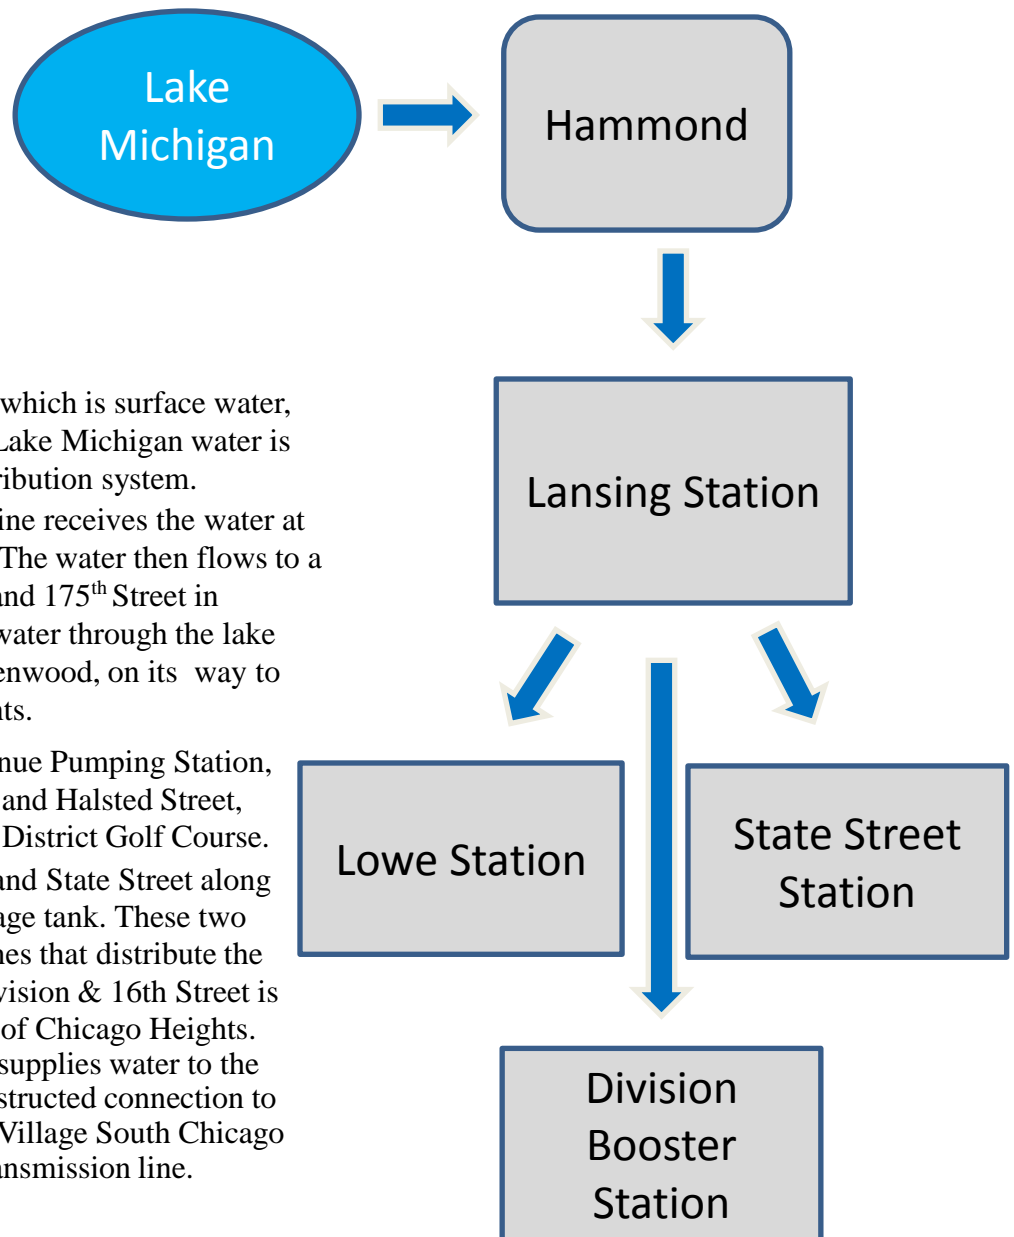 Lake
Michigan
Hammond
which is surface water,
Lake Michigan water is
ribution system.
ine receives the water at
The water then flows to a
and 175th Street in
water through the lake
enwood, on its way to
nts.
nue Pumping Station,
and Halsted Street,
District Golf Course.
and State Street along
age tank. These two
nes that distribute the
vision & 16th Street is
of Chicago Heights.
supplies water to the
structed connection to
Village South Chicago
ansmission line.
Lansing Station
Lowe Station
State Street
Station
Division
Booster
Station